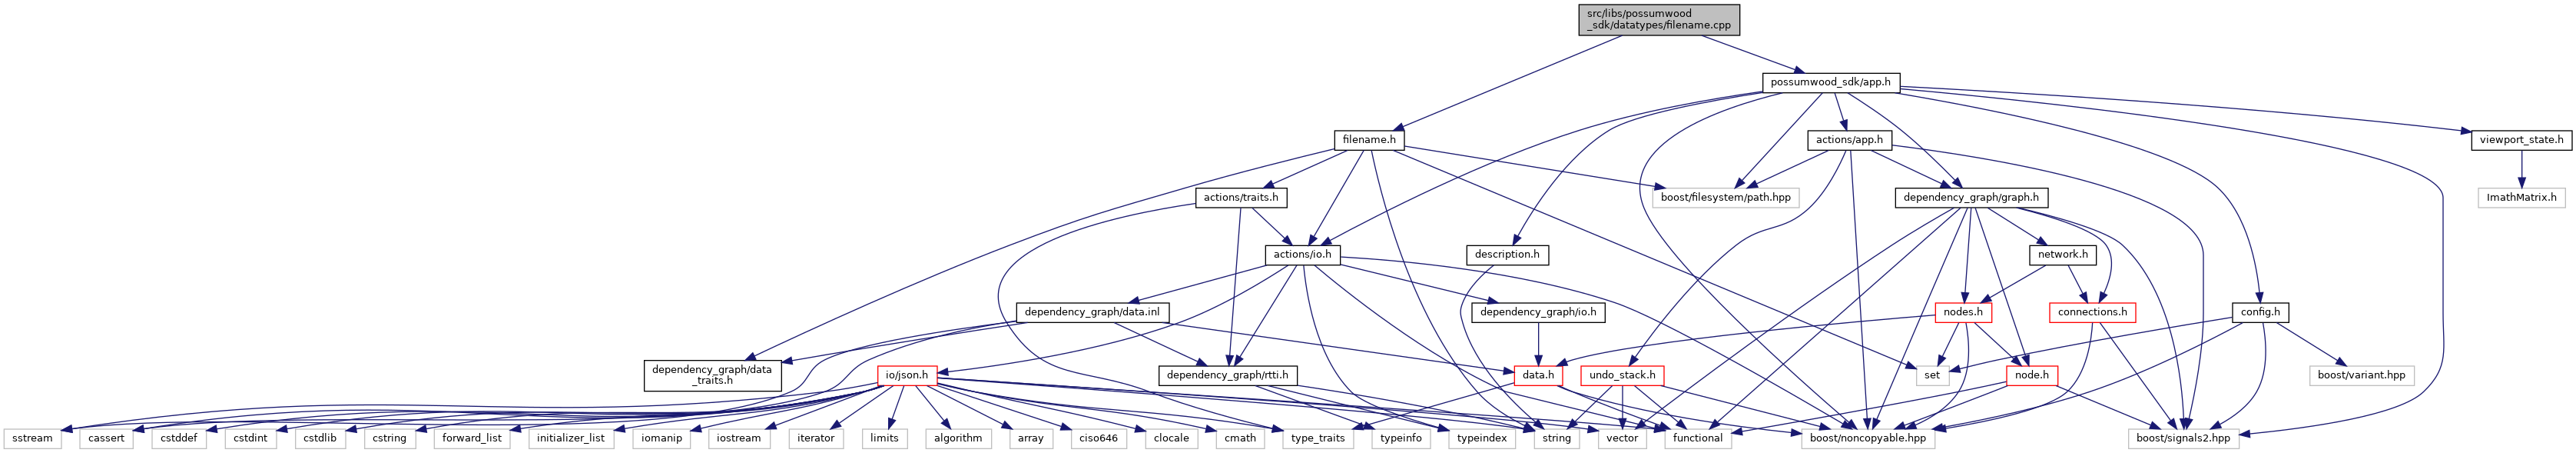 src/libs/possumwood
_sdk/datatypes/filename.cpp
possumwood_sdk/app.h
filename.h
actions/app.h
viewport_state.h
actions/traits.h
boost/filesystem/path.hpp
dependency_graph/graph.h
ImathMatrix.h
actions/io.h
description.h
network.h
dependency_graph/data.inl
dependency_graph/io.h
nodes.h
connections.h
config.h
dependency_graph/data
_traits.h
io/json.h
dependency_graph/rtti.h
data.h
undo_stack.h
set
node.h
boost/variant.hpp
sstream
cassert
cstddef
cstdint
cstdlib
cstring
forward_list
initializer_list
iomanip
iostream
iterator
limits
algorithm
array
ciso646
clocale
cmath
type_traits
typeinfo
typeindex
string
vector
functional
boost/noncopyable.hpp
boost/signals2.hpp